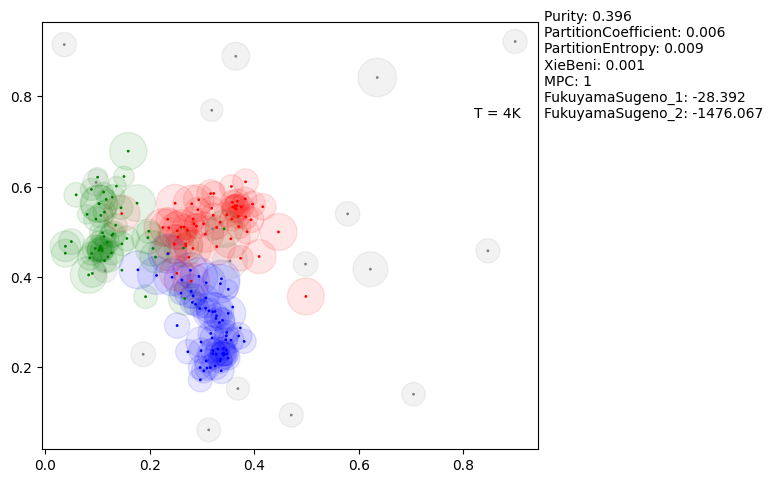 Purity: 0.396
PartitionCoefficient: 0.006
PartitionEntropy: 0.009
XieBeni: 0.001
MPC: 1
FukuyamaSugeno_1: -28.392
FukuyamaSugeno_2: -1476.067
T = 4K
0.8
0.6
0.4
0.2
0.0 0.2 0.4 0.6 0.8